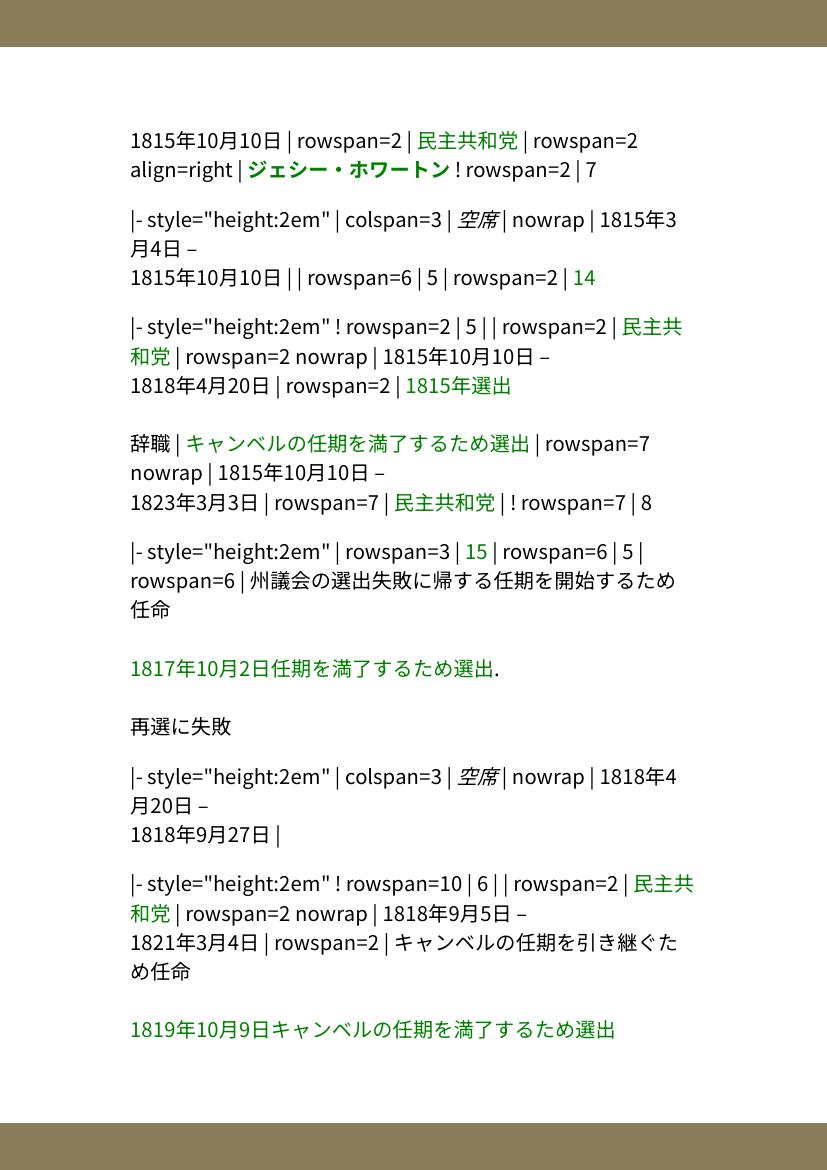 1815年10月10日 | rowspan=2 | 民主共和党 | rowspan=2
align=right | ジェシー・ホワートン ! rowspan=2 | 7
|- style="height:2em" | colspan=3 | 空席 | nowrap | 1815年3
月4日 –
1815年10月10日 | | rowspan=6 | 5 | rowspan=2 | 14
|- style="height:2em" ! rowspan=2 | 5 | | rowspan=2 | 民主共
和党 | rowspan=2 nowrap | 1815年10月10日 –
1818年4月20日 | rowspan=2 | 1815年選出
辞職 | キャンベルの任期を満了するため選出 | rowspan=7
nowrap | 1815年10月10日 –
1823年3月3日 | rowspan=7 | 民主共和党 | ! rowspan=7 | 8
|- style="height:2em" | rowspan=3 | 15 | rowspan=6 | 5 |
rowspan=6 | 州議会の選出失敗に帰する任期を開始するため
任命
1817年10月2日任期を満了するため選出.
再選に失敗
|- style="height:2em" | colspan=3 | 空席 | nowrap | 1818年4
月20日 –
1818年9月27日 |
|- style="height:2em" ! rowspan=10 | 6 | | rowspan=2 | 民主共
和党 | rowspan=2 nowrap | 1818年9月5日 –
1821年3月4日 | rowspan=2 | キャンベルの任期を引き継ぐた
め任命
1819年10月9日キャンベルの任期を満了するため選出